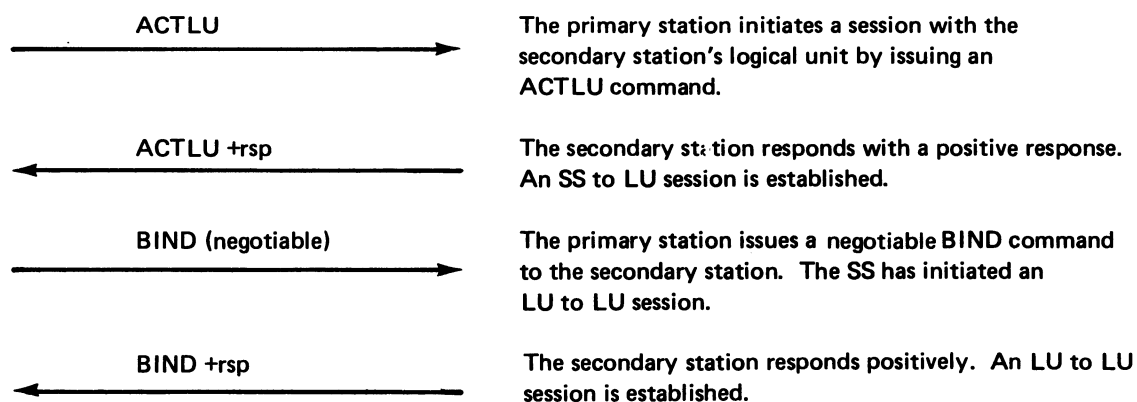 ACTLU
The primary station initiates a session with the
secondary station's logical unit by issuing an
ACTLU command.
ACTLU +rsp
The secondary station responds with a positive response.
An SS to LU session is established.
BIND (negotiable)
The primary station issues a negotiable BIND command
to the secondary station. The SS has initiated an
LU to LU session.
BIND +rsp
The secondary station responds positively. An LU to LU
session is established.